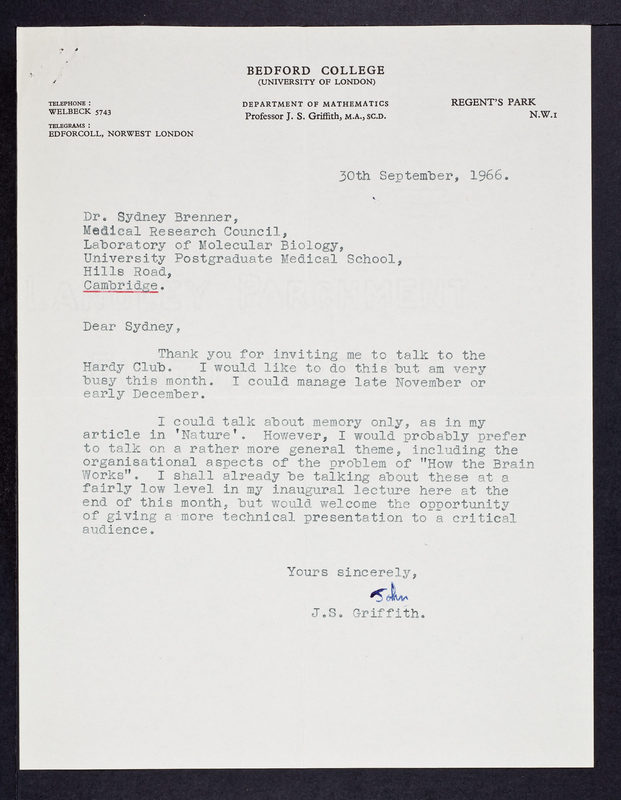 BEDFORD COLLEGE
(UNIVERSITY OF LONDON)
TELEPHONE :
WELBECK 5743
TELEGRAMS :
EDFORCOLL, NORWEST LONDON
DEPARTMENT OF MATHEMATICS
Professor J. S. Griffith, M.A., SC.D.
REGENT'S PARK
N.W.1
30th September, 1966.
Dr. Sydney Brenner,
Medical Research Council,
Laboratory of Molecular Biology,
University Postgraduate Medical School,
Hills Road,
Cambridge.
Dear Sydney,
Thank you for inviting me to talk to the
Hardy Club. I would like to do this but am very
busy this month. I could manage late November or
early December.
I could talk about memory only, as in my
article in 'Nature'. However, I would probably prefer
to talk on a rather more general theme, including the
organisational aspects of the problem of "How the Brain
Works". I shall already be talking about these at a
fairly low level in my inaugural lecture here at the
end of this month, but would welcome the opportunity
of giving a more technical presentation to a critical
audience.
Yours sincerely,
John
J.S. Griffith.